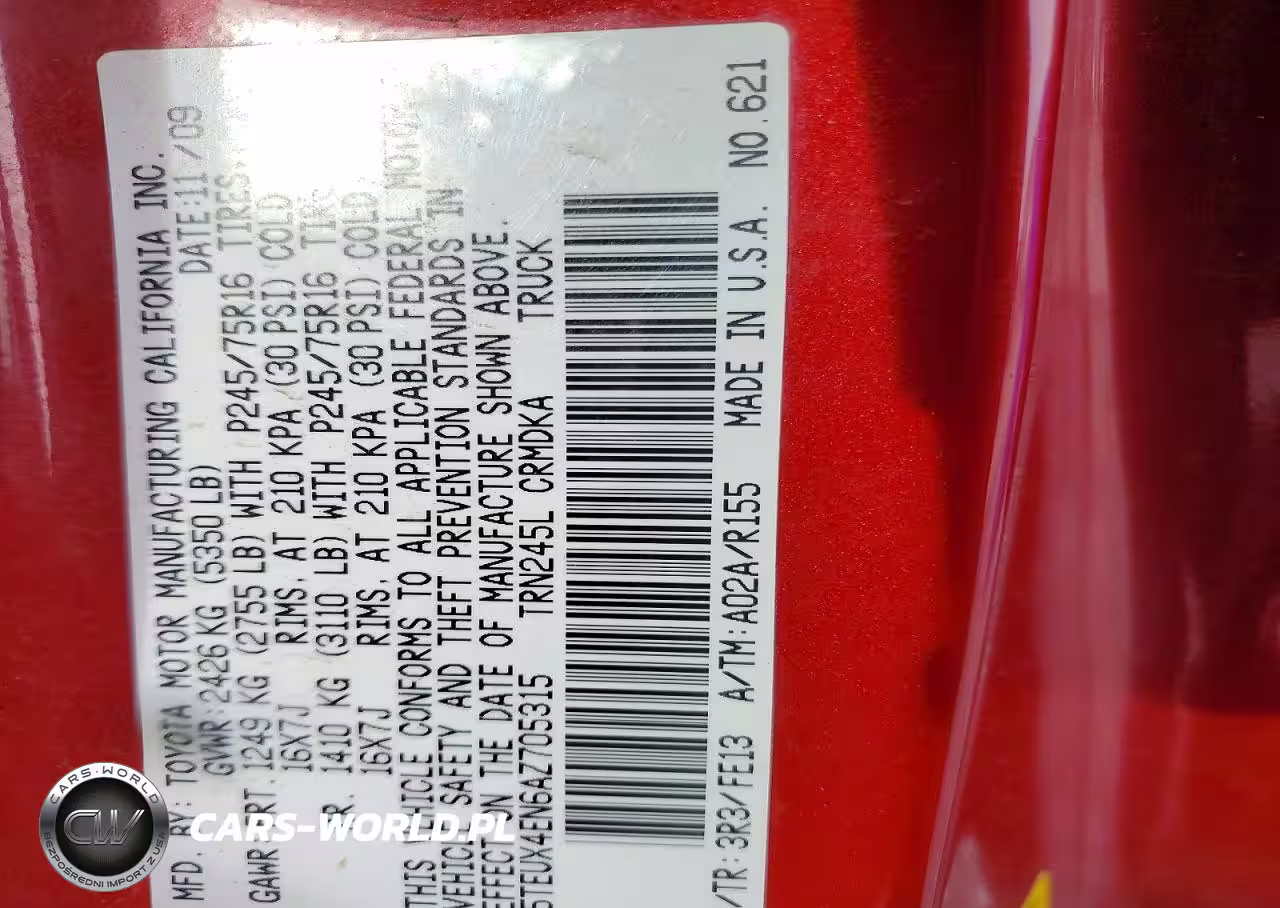 MFD. BY: TOYOTA MOTOR MANUFACTURING CALIFORNIA INC.
GVWR: 2426 KG (5350 LB) DATE: 11/09
GAWR: FRT. 1249 KG (2755 LB) WITH P245/75R16 TIRES,
16X7J RIMS, AT 210 KPA (30 PSI) COLD
RR. 1410 KG (3110 LB) WITH P245/75R16
16X7J RIMS, AT 210 KPA (30 PSI) COLD
THIS VEHICLE CONFORMS TO ALL APPLICABLE FEDERAL MOTOR
VEHICLE SAFETY AND THEFT PREVENTION STANDARDS IN
EFFECT ON THE DATE OF MANUFACTURE SHOWN ABOVE.
5TEUX4EN6AZ705315 TRN245L CRMDKA TRUCK
/TR: 3R3/FE13 A/TM: A02A/R155 MADE IN U.S.A. NO. 621
CARS-WORLD
CW
BEZPOŚREDNI IMPORT Z USA
CARS-WORLD.PL